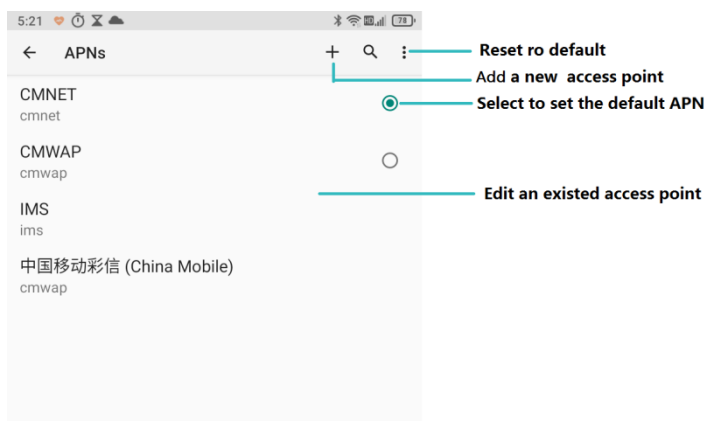 5:21
HD
78
APNs
Reset ro default
Add a new access point
CMNET
cmnet
Select to set the default APN
CMWAP
cmwap
Edit an existed access point
IMS
ims
中国移动彩信 (China Mobile)
cmwap